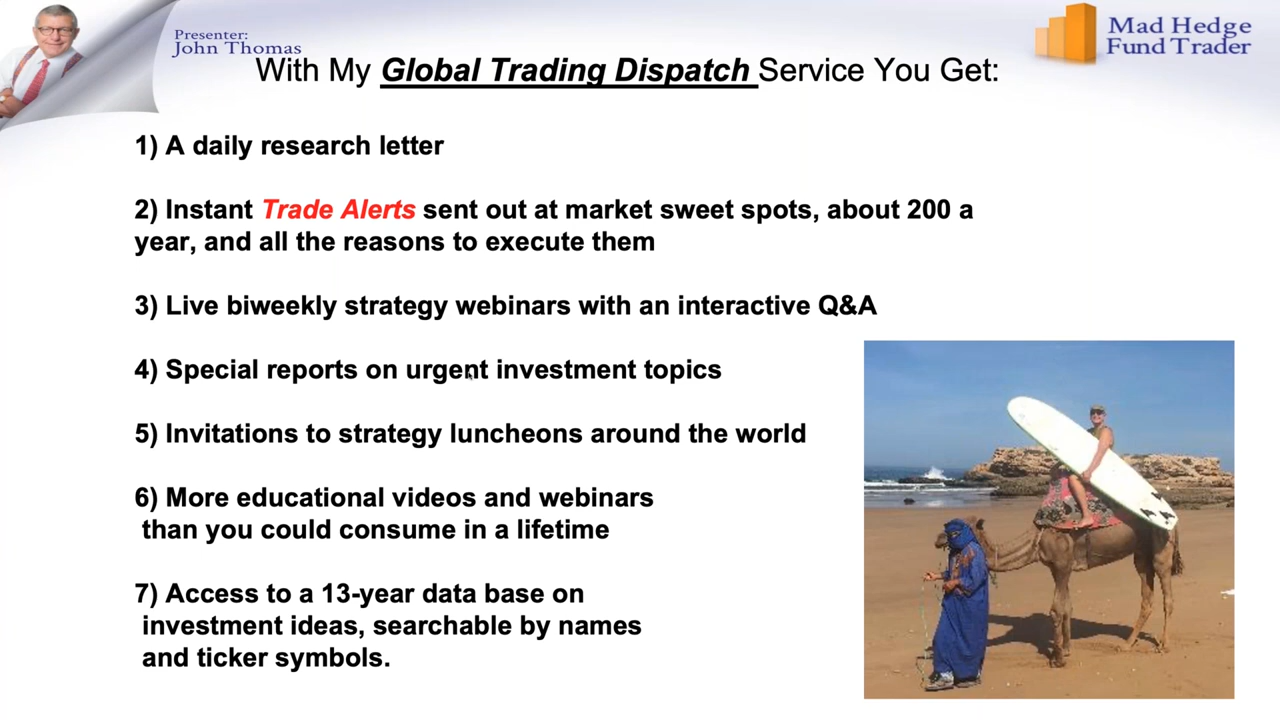 Presenter:
John Thomas
Mad Hedge
Fund Trader
With My Global Trading Dispatch Service You Get:
1) A daily research letter
2) Instant Trade Alerts sent out at market sweet spots, about 200 a
year, and all the reasons to execute them
3) Live biweekly strategy webinars with an interactive Q&A
4) Special reports on urgent investment topics
5) Invitations to strategy luncheons around the world
6) More educational videos and webinars
than you could consume in a lifetime
7) Access to a 13-year data base on
investment ideas, searchable by names
and ticker symbols.